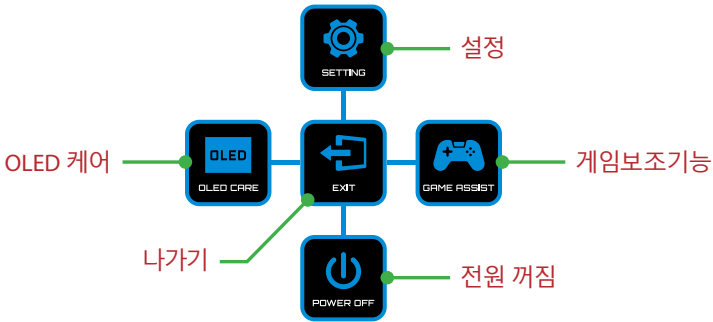 SETTING
설정
OLED 케어
OLED
OLED CARE
EXIT
GAME ASSIST
게임보조기능
나가기
POWER OFF
전원 꺼짐